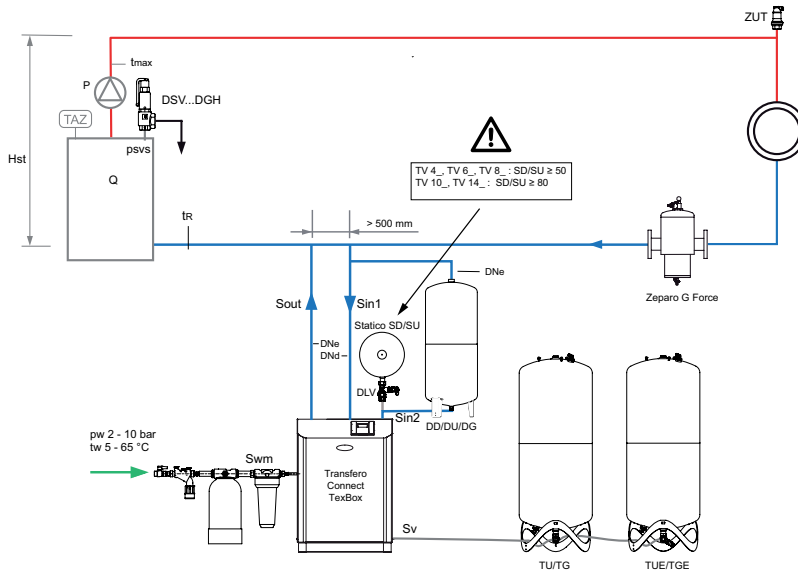 ZUT
tmax
P
DSV...DGH
TAZ
psvs
Hst
Q
TV 4_, TV 6_, TV 8_ : SD/SU ≥ 50
TV 10_, TV 14_ : SD/SU ≥ 80
tR
> 500 mm
DNe
Zeparo G Force
Sout
Sin1
Statico SD/SU
DNe
DNd
DLV
Sin2
DD/DU/DG
pw 2 - 10 bar
tw 5 - 65 °C
Swm
Transfero
Connect
TexBox
Sv
TU/TG
TUE/TGE